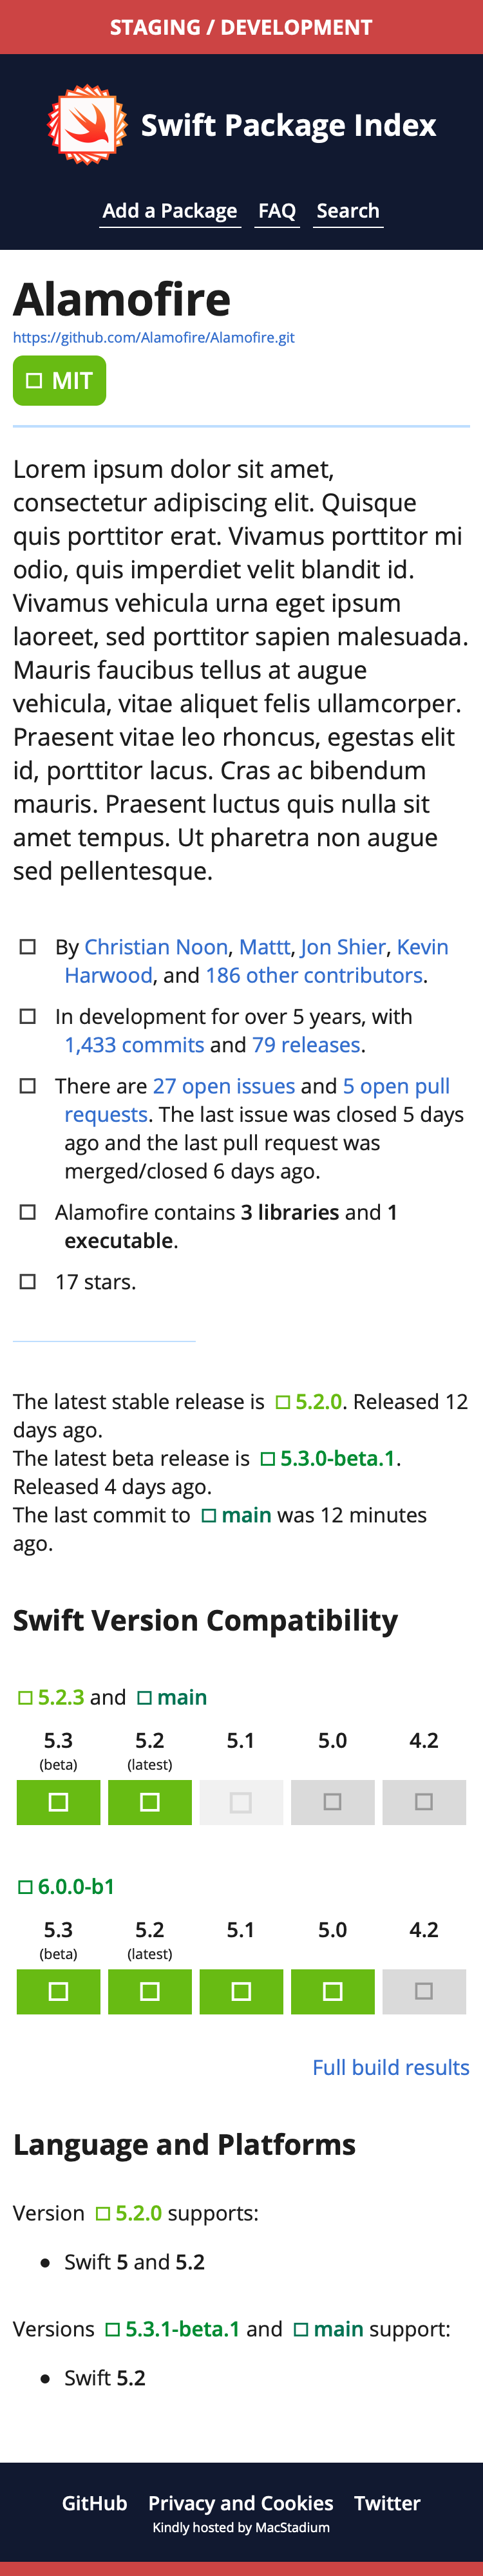 STAGING / DEVELOPMENT
Swift Package Index
Add a Package FAQ Search
Alamofire
https://github.com/Alamofire/Alamofire.git
MIT
Lorem ipsum dolor sit amet,
consectetur adipiscing elit. Quisque
quis porttitor erat. Vivamus porttitor mi
odio, quis imperdiet velit blandit id.
Vivamus vehicula urna eget ipsum
laoreet, sed porttitor sapien malesuada.
Mauris faucibus tellus at augue
vehicula, vitae aliquet felis ullamcorper.
Praesent vitae leo rhoncus, egestas elit
id, porttitor lacus. Cras ac bibendum
mauris. Praesent luctus quis nulla sit
amet tempus. Ut pharetra non augue
sed pellentesque.
By Christian Noon, Mattt, Jon Shier, Kevin
Harwood, and 186 other contributors.
In development for over 5 years, with
1,433 commits and 79 releases.
There are 27 open issues and 5 open pull
requests. The last issue was closed 5 days
ago and the last pull request was
merged/closed 6 days ago.
Alamofire contains 3 libraries and 1
executable.
17 stars.
The latest stable release is 5.2.0. Released 12
days ago.
The latest beta release is 5.3.0-beta.1.
Released 4 days ago.
The last commit to main was 12 minutes
ago.
Swift Version Compatibility
5.2.3 and main
5.3 5.2 5.1 5.0 4.2
(beta) (latest)
6.0.0-b1
5.3 5.2 5.1 5.0 4.2
(beta) (latest)
Full build results
Language and Platforms
Version 5.2.0 supports:
● Swift 5 and 5.2
Versions 5.3.1-beta.1 and main support:
● Swift 5.2
GitHub Privacy and Cookies Twitter
Kindly hosted by MacStadium